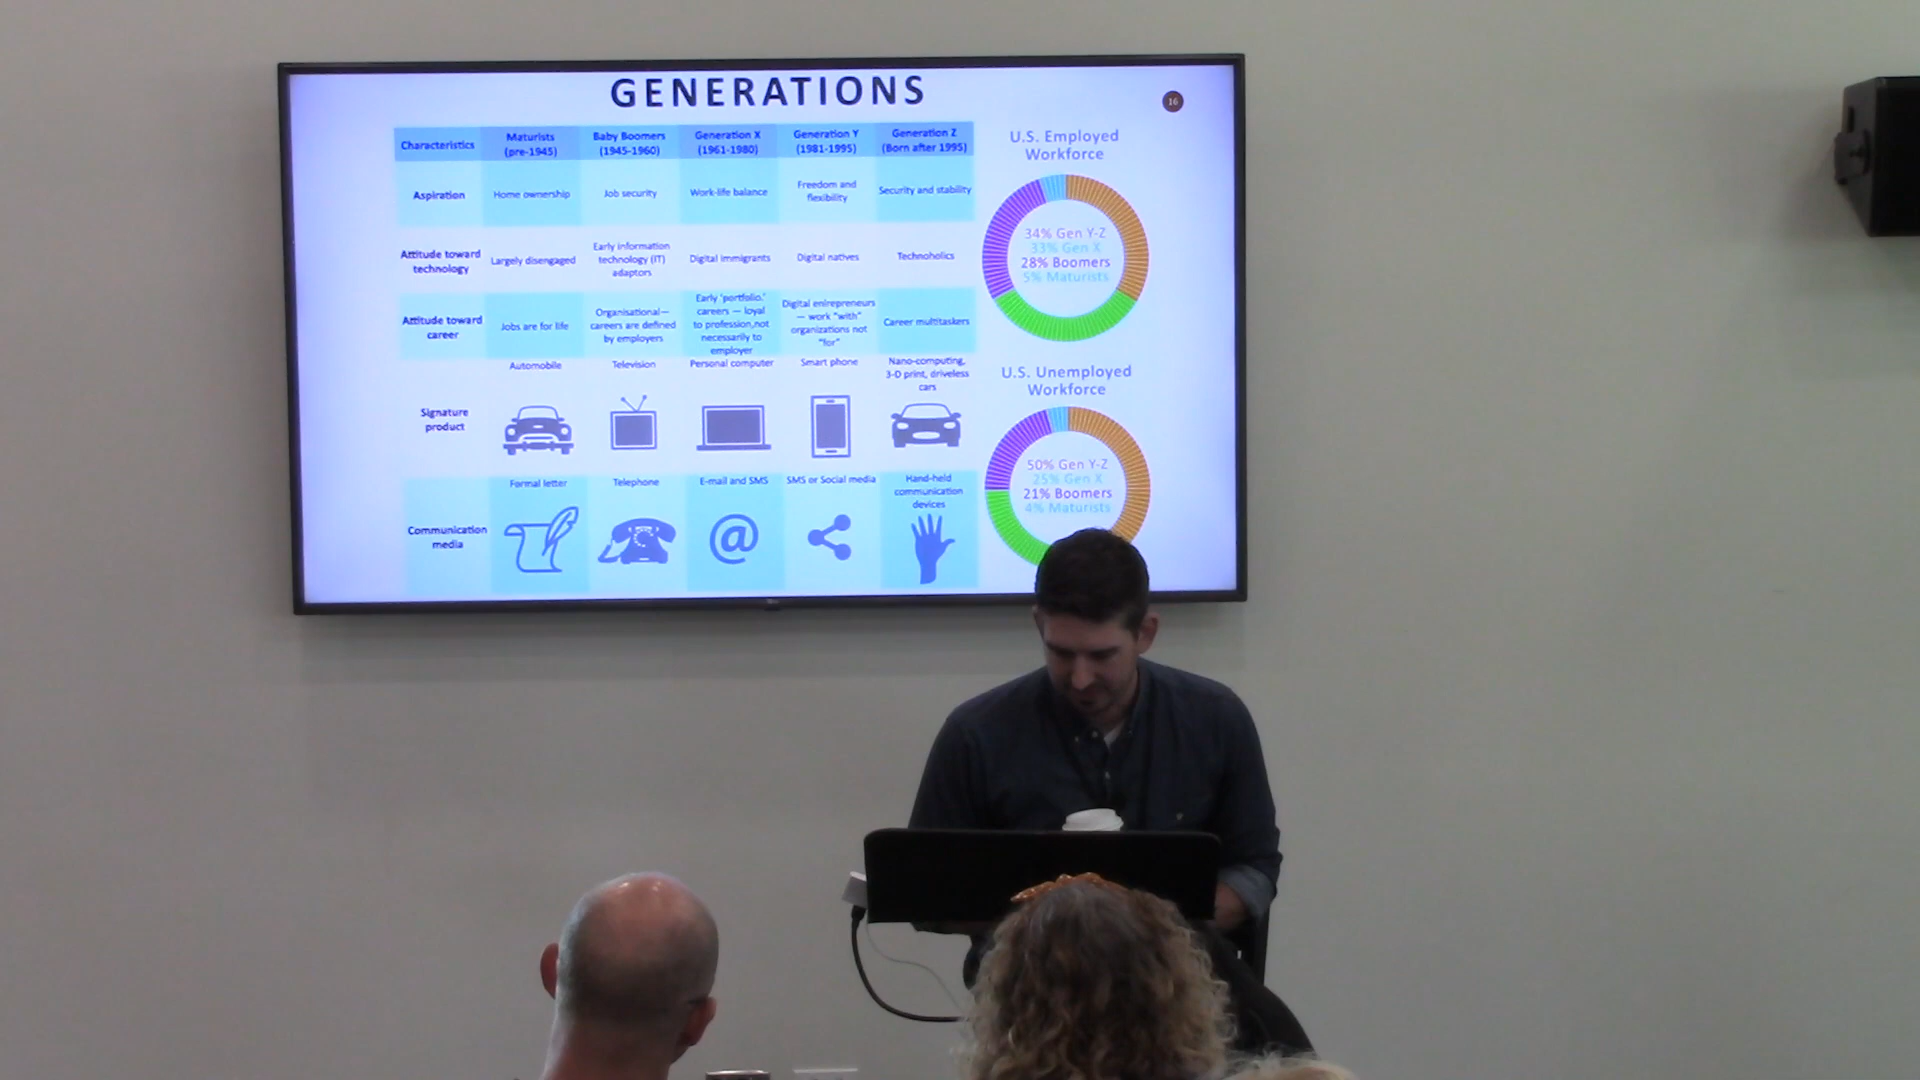 GENERATIONS
16
Characteristics
Maturists
(pre-1945)
Baby Boomers
(1945-1960)
Generation X
(1961-1980)
Generation Y
(1981-1995)
Generation Z
(Born after 1995)
Aspiration
Home ownership
Job security
Work-life balance
Freedom and
flexibility
Security and stability
Attitude toward
technology
Largely disengaged
Early information
technology (IT)
adaptors
Digital immigrants
Digital natives
Technoholics
Attitude toward
career
Jobs are for life
Organisational—
careers are defined
by employers
Early 'portfolio.'
careers — loyal
to profession,not
necessarily to
employer
Digital enirepreneurs
— work "with"
organizations not
"for"
Career multitaskers
Signature
product
Automobile
Television
Personal computer
Smart phone
Nano-computing,
3-D print, driveless
cars
Communication
media
Formal letter
Telephone
E-mail and SMS
@
SMS or Social media
Hand-held
communication
devices
U.S. Employed
Workforce
34% Gen Y-Z
33% Gen X
28% Boomers
5% Maturists
U.S. Unemployed
Workforce
50% Gen Y-Z
25% Gen X
21% Boomers
4% Maturists